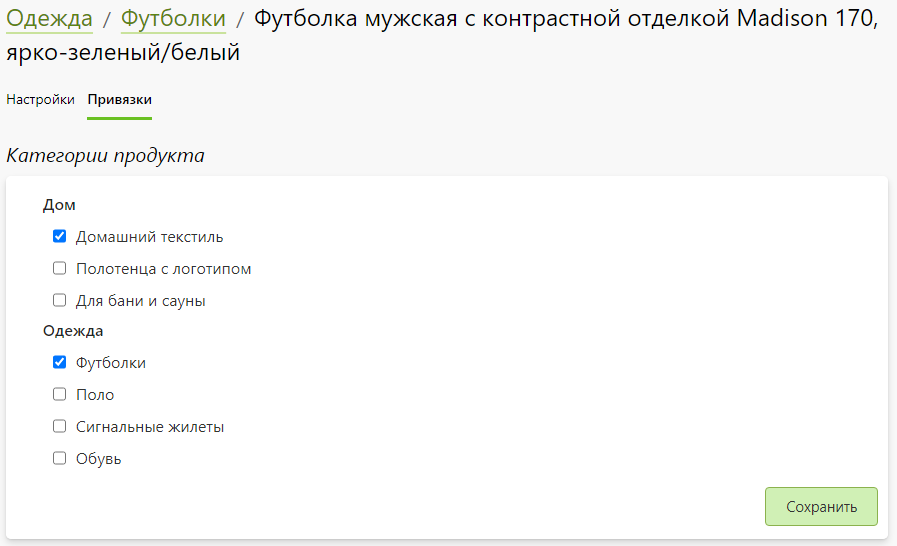 Одежда / Футболки / Футболка мужская с контрастной отделкой Madison 170,
ярко-зеленый/белый
Настройки Привязки
Категории продукта
Дом
Домашний текстиль
Полотенца с логотипом
Для бани и сауны
Одежда
Футболки
Поло
Сигнальные жилеты
Обувь
Сохранить